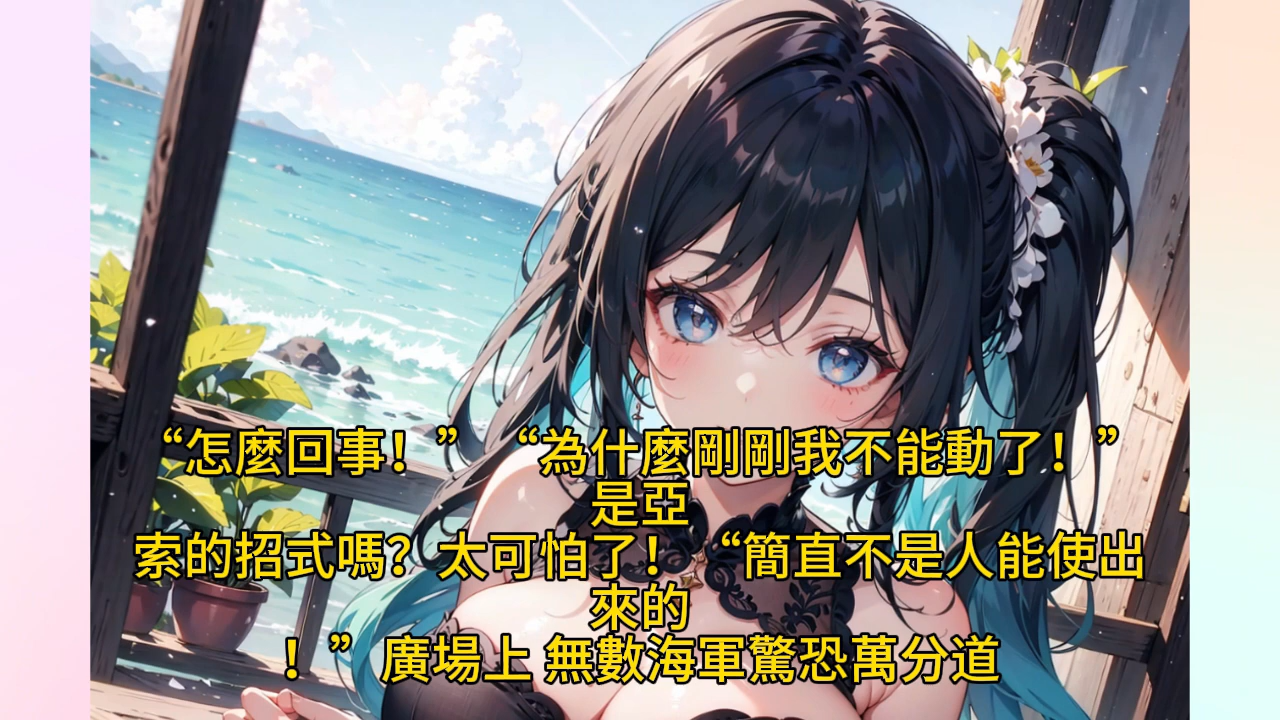 “怎麼回事！” “為什麼剛剛我不能動了！”
是亞
索的招式嗎？太可怕了！ “簡直不是人能使出
來的
！” 廣場上 無數海軍驚恐萬分道